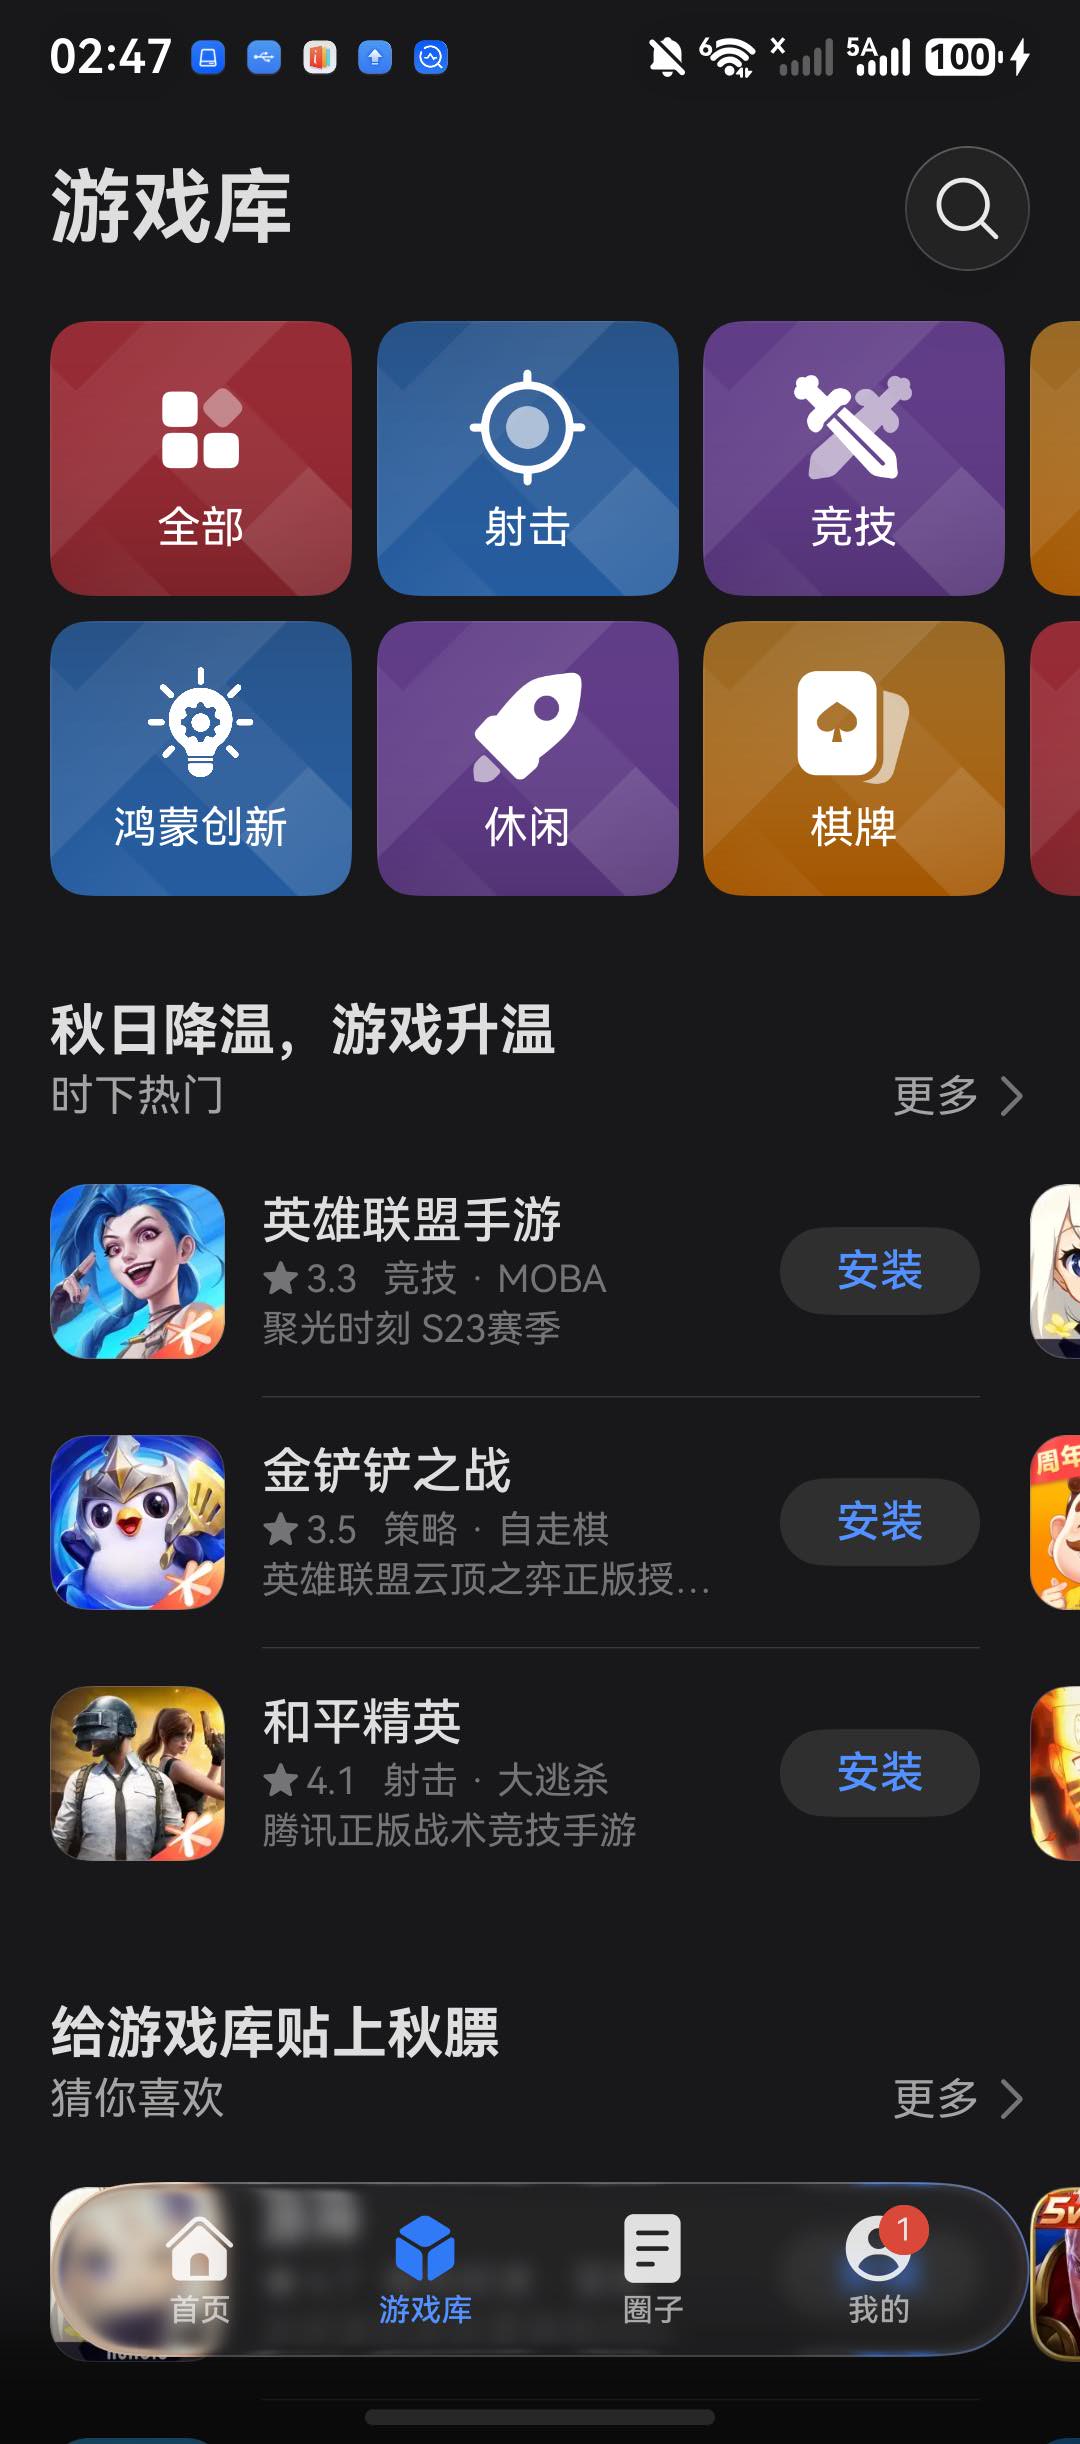 02:47
6
5A
100
游戏库
全部
射击
竞技
鸿蒙创新
休闲
棋牌
秋日降温，游戏升温
时下热门
更多
英雄联盟手游
3.3 竞技 · MOBA
聚光时刻 S23赛季
安装
金铲铲之战
3.5 策略 · 自走棋
英雄联盟云顶之弈正版授...
安装
周年
和平精英
4.1 射击 · 大逃杀
腾讯正版战术竞技手游
安装
给游戏库贴上秋膘
猜你喜欢
更多
5v
首页
游戏库
圈子
我的
1